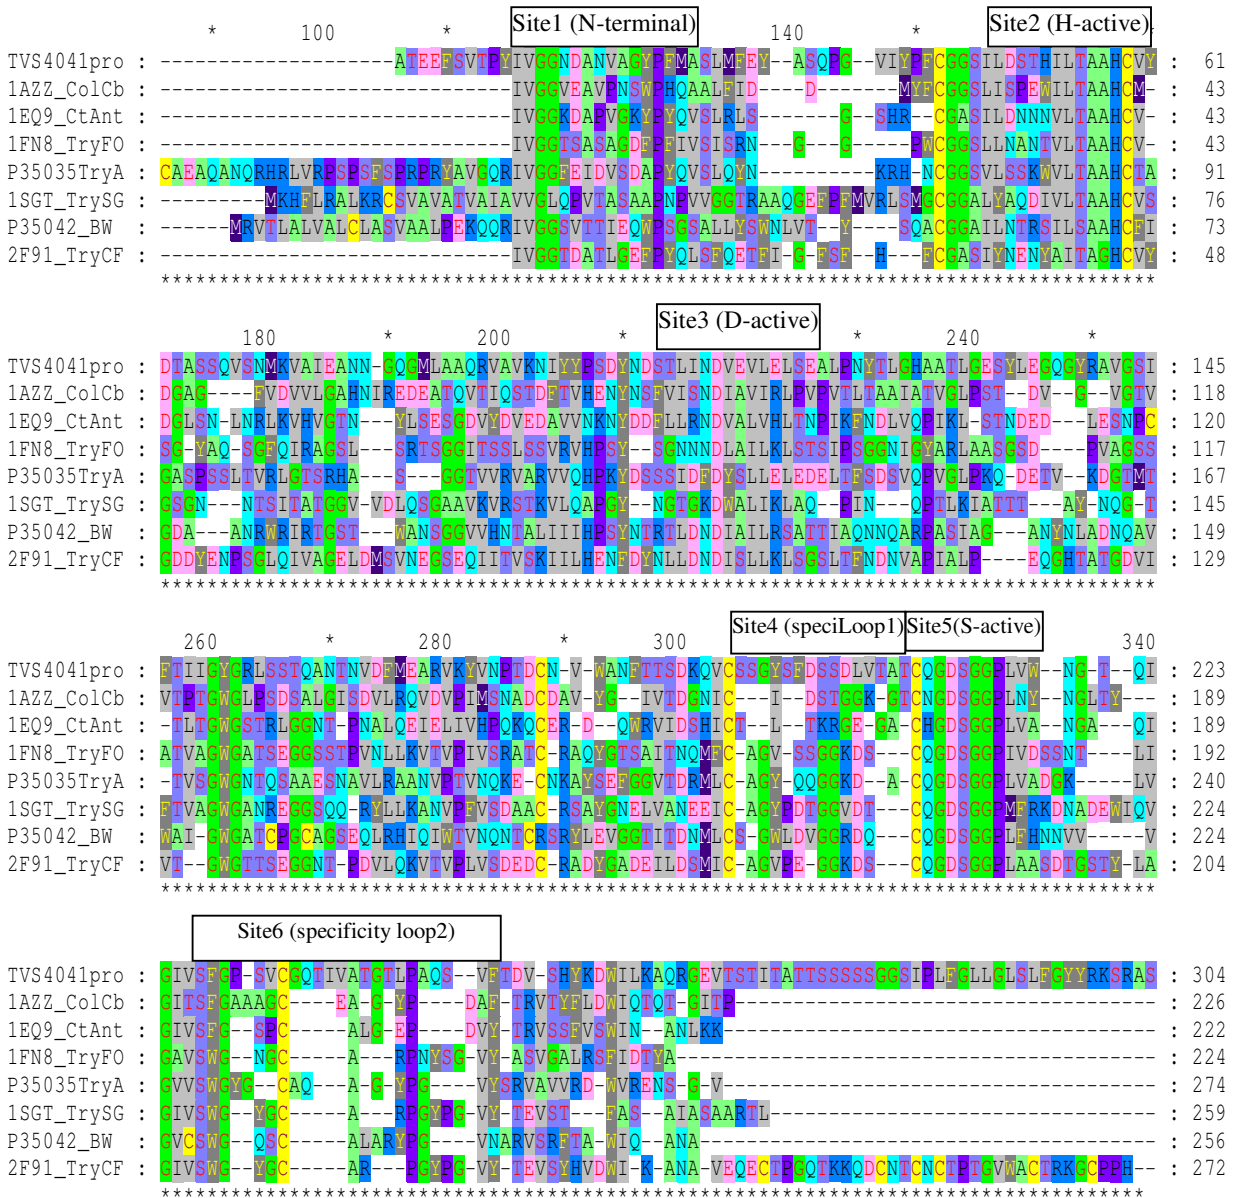 Site1 (N-terminal) Site2 (H-active)
* 100 * 140 *
TVS4041pro : --------------------ATEEFSVTPYIVGGNDANVAGYPFMASLMFEY--ASQPG--VIYPFCGGSILDSTHILTAAHCVY : 61
1AZZ_ColCb : ------------------------------IVGGVEAVPNSWPHQAALFID----D-------MYFCGGSLISPEWILTAAHCM- : 43
1EQ9_CtAnt : ------------------------------IVGGKDAPVGKYPYQVSLRLS-----G--SHR--CGASILDNNNVLTAAHCV- : 43
1FN8_TryFO : ------------------------------IVGGTSASAGDFPFIVSISRN---G--G-----PWCGGSLLNANTVLTAAHCV- : 43
P35035TryA : CAEAQANQRHRLVRPSPSFSPRPRYAVGQRIVGGFEIDVSDAPYQVSLQYN--------KRH-NCGGSVLSSKWVLTAAHCTA : 91
1SGT_TrySG : ---------MKHFLRALKRCSVAVATVAIAVVGLQPVTASAAPNPVVGGTRAAQGEFPFMVRLSMGCGGALYAQDIVLTAAHCVS : 76
P35042_BW : ------MRVTLALVALCLASVAALPEKQQRIVGGSVTTIEQWPSGSALLYSWNLVT--Y----SQACGGAILNTRSILSAAHCFI : 73
2F91_TryCF : ------------------------------IVGGTDATLGEFPYQLSFQETFI-G-FSF--H---FCGASIYNENYAITAGHCVY : 48
*************************************************************************************
Site3 (D-active)
180 * 200 * * 240 *
TVS4041pro : DTASSQVSNMKVAIEANN-GQGMLAAQRVAVKNIYYPSDYNDSTLINDVEVLELSEALPNYTLGHAATLGESYLEGQGYRAVGSI : 145
1AZZ_ColCb : DGAG----FVDVVLGAHNIREDEATQVTIQSTDFTVHENYNSFVISNDIAVIRLPVPVTLTAAIATVGLPST--DV--G--VGTV : 118
1EQ9_CtAnt : DGLSN-LNRLKVHVGTN---YLSESGDVYDVEDAVVNKNYDDFLLRNDVALVHLTNPIKFNDLVQPIKL-STNDED---LESNPC : 120
1FN8_TryFO : SG-YAQ-SGFQIRAGSL---SRTSGGITSSLSSVRVHPSY--SGNNNDLAILKLSTSIPSGGNIGYARLAASGSD----PVAGSS : 117
P35035TryA : GASPSSLTVRLGTSRHA---S---GGTVVRVARVVQHPKYDSSSIDFDYSLLELEDELTFSDSVQPVGLPKQ-DETV--KDGTMT : 167
1SGT_TrySG : GSGN---NTSITATGGV-VDLQSGAAVKVRSTKVLQAPGY--NGTGKDWALIKLAQ-PIN---QPTLKIATTT--AY-NQG-T : 145
P35042_BW : GDA---ANRWRIRTGST---WANSGGVVHNTALIIIHPSYNTRTLDNDIAILRSATTIAQNNQARPASIAG----ANYNLADNQAV : 149
2F91_TryCF : GDDYENPSGLQIVAGELDMSVNEGSEQIITVSKIILHENFDYNLLDNDISLLKLSGSLTFNDNVAPIALP----EQGHTATGDVI : 129
*************************************************************************************
Site4 (speciLoop1) Site5(S-active)
260 * 280 * 300 340
TVS4041pro : FTIIGYGRLSSTQANTNVDFMEARVKYVNPTDCN-V-WANFTTSDKQVCSSGYSFDSSDLVTATCQGDSGGPLVW--NG-T--QI : 223
1AZZ_ColCb : VTPTGWGLPSDSAAG-TSDVLRQVDVPIMSNADCDAV-YG---IVTDGNIC---I--DSTGGK-GTCQGDSGGPLNY--NGLTY-- : 189
1EQ9_CtAnt : -TLTGWGSTRLGGNT-PNALQEIELIVHPQKQCER-D--QWRVIDSHICT--L--TKRGE-GA-CHGDSGGPLVA--NGA---QI : 189
1FN8_TryFO : ATVAGWGATSEGGSSTPVNLLKVTVPIVSRATC-RAQYGTSAITNQMFC-AGV-SSGGKDS---CQGDSGGPIVDSSNT----LI : 192
P35035TryA : -TVSGWGNTQSAAESNAVLRAANVPTVNQKE-CNKAYSEFGGVTDRMLC-AGY-QQGGKD--A-CQGDSGGPLVADGK-----LV : 240
1SGT_TrySG : FTVAGWGANREGGSQQ-RYLLKANVPFVSDAAC-RSAYGNELVANEEIC-AGYPDTGGVDT---CQGDSGGPMFRKDNADEWIQV : 224
P35042_BW : WAI-GWGATCPGCAGSEQLRHIQIWTVNQNTCRSRYLEVGGTITDNMLCS-GWLDVGGRDQ---CQGDSGGPLFHNNVV-----V : 224
2F91_TryCF : VT--GWGTTSEGGNT-PDVLQKVTVPLVSDEDC-RADYGADEILDSMIC-AGVPE-GGKDS---CQGDSGGPLAASDTGSTY-LA : 204
*************************************************************************************
Site6 (specificity loop2)
TVS4041pro : GIVSFGP-SVCGQTIVATGTLPAQS--VFTDV-SHYKDWILKAQRGEVTSTITATTSSSSSGGSIPLFGLLGLSLFGYYRKSRAS : 304
1AZZ_ColCb : GITSFGAAAGC----EA-G-YP---DAF-TRVTYFLDWIQTQT-GITP------------------------------------ : 226
1EQ9_CtAnt : GIVSFG--SPC-----ALG-EP---DVY-TRVSSFVSWIN--ANLKK------------------------------------- : 222
1FN8_TryFO : GAVSWG--NGC-----A---RPNYSG-VY-ASVGALRSFIDTYA----------------------------------------- : 224
P35035TryA : GVVSWGYG--CAQ---A-G-YPG---VYSRVAVVRD-WVRENS-G-V------------------------------------- : 274
1SGT_TrySG : GIVSWG--YGC-----A---RPGYPG-VY-TEVST---FAS--AIASAARTL--------------------------------- : 259
P35042_BW : GVCSWG--QSC-----ALARYPG----VNARVSRFTA-WIQ--ANA-------------------------------------- : 256
2F91_TryCF : GIVSWG--YGC-----AR---PGYPG-VY-TEVSYHVDWI-K-ANA-VEQECTPGQTKKQDCNTCNCTPTGVWACTRKGCPPH-- : 272
*************************************************************************************